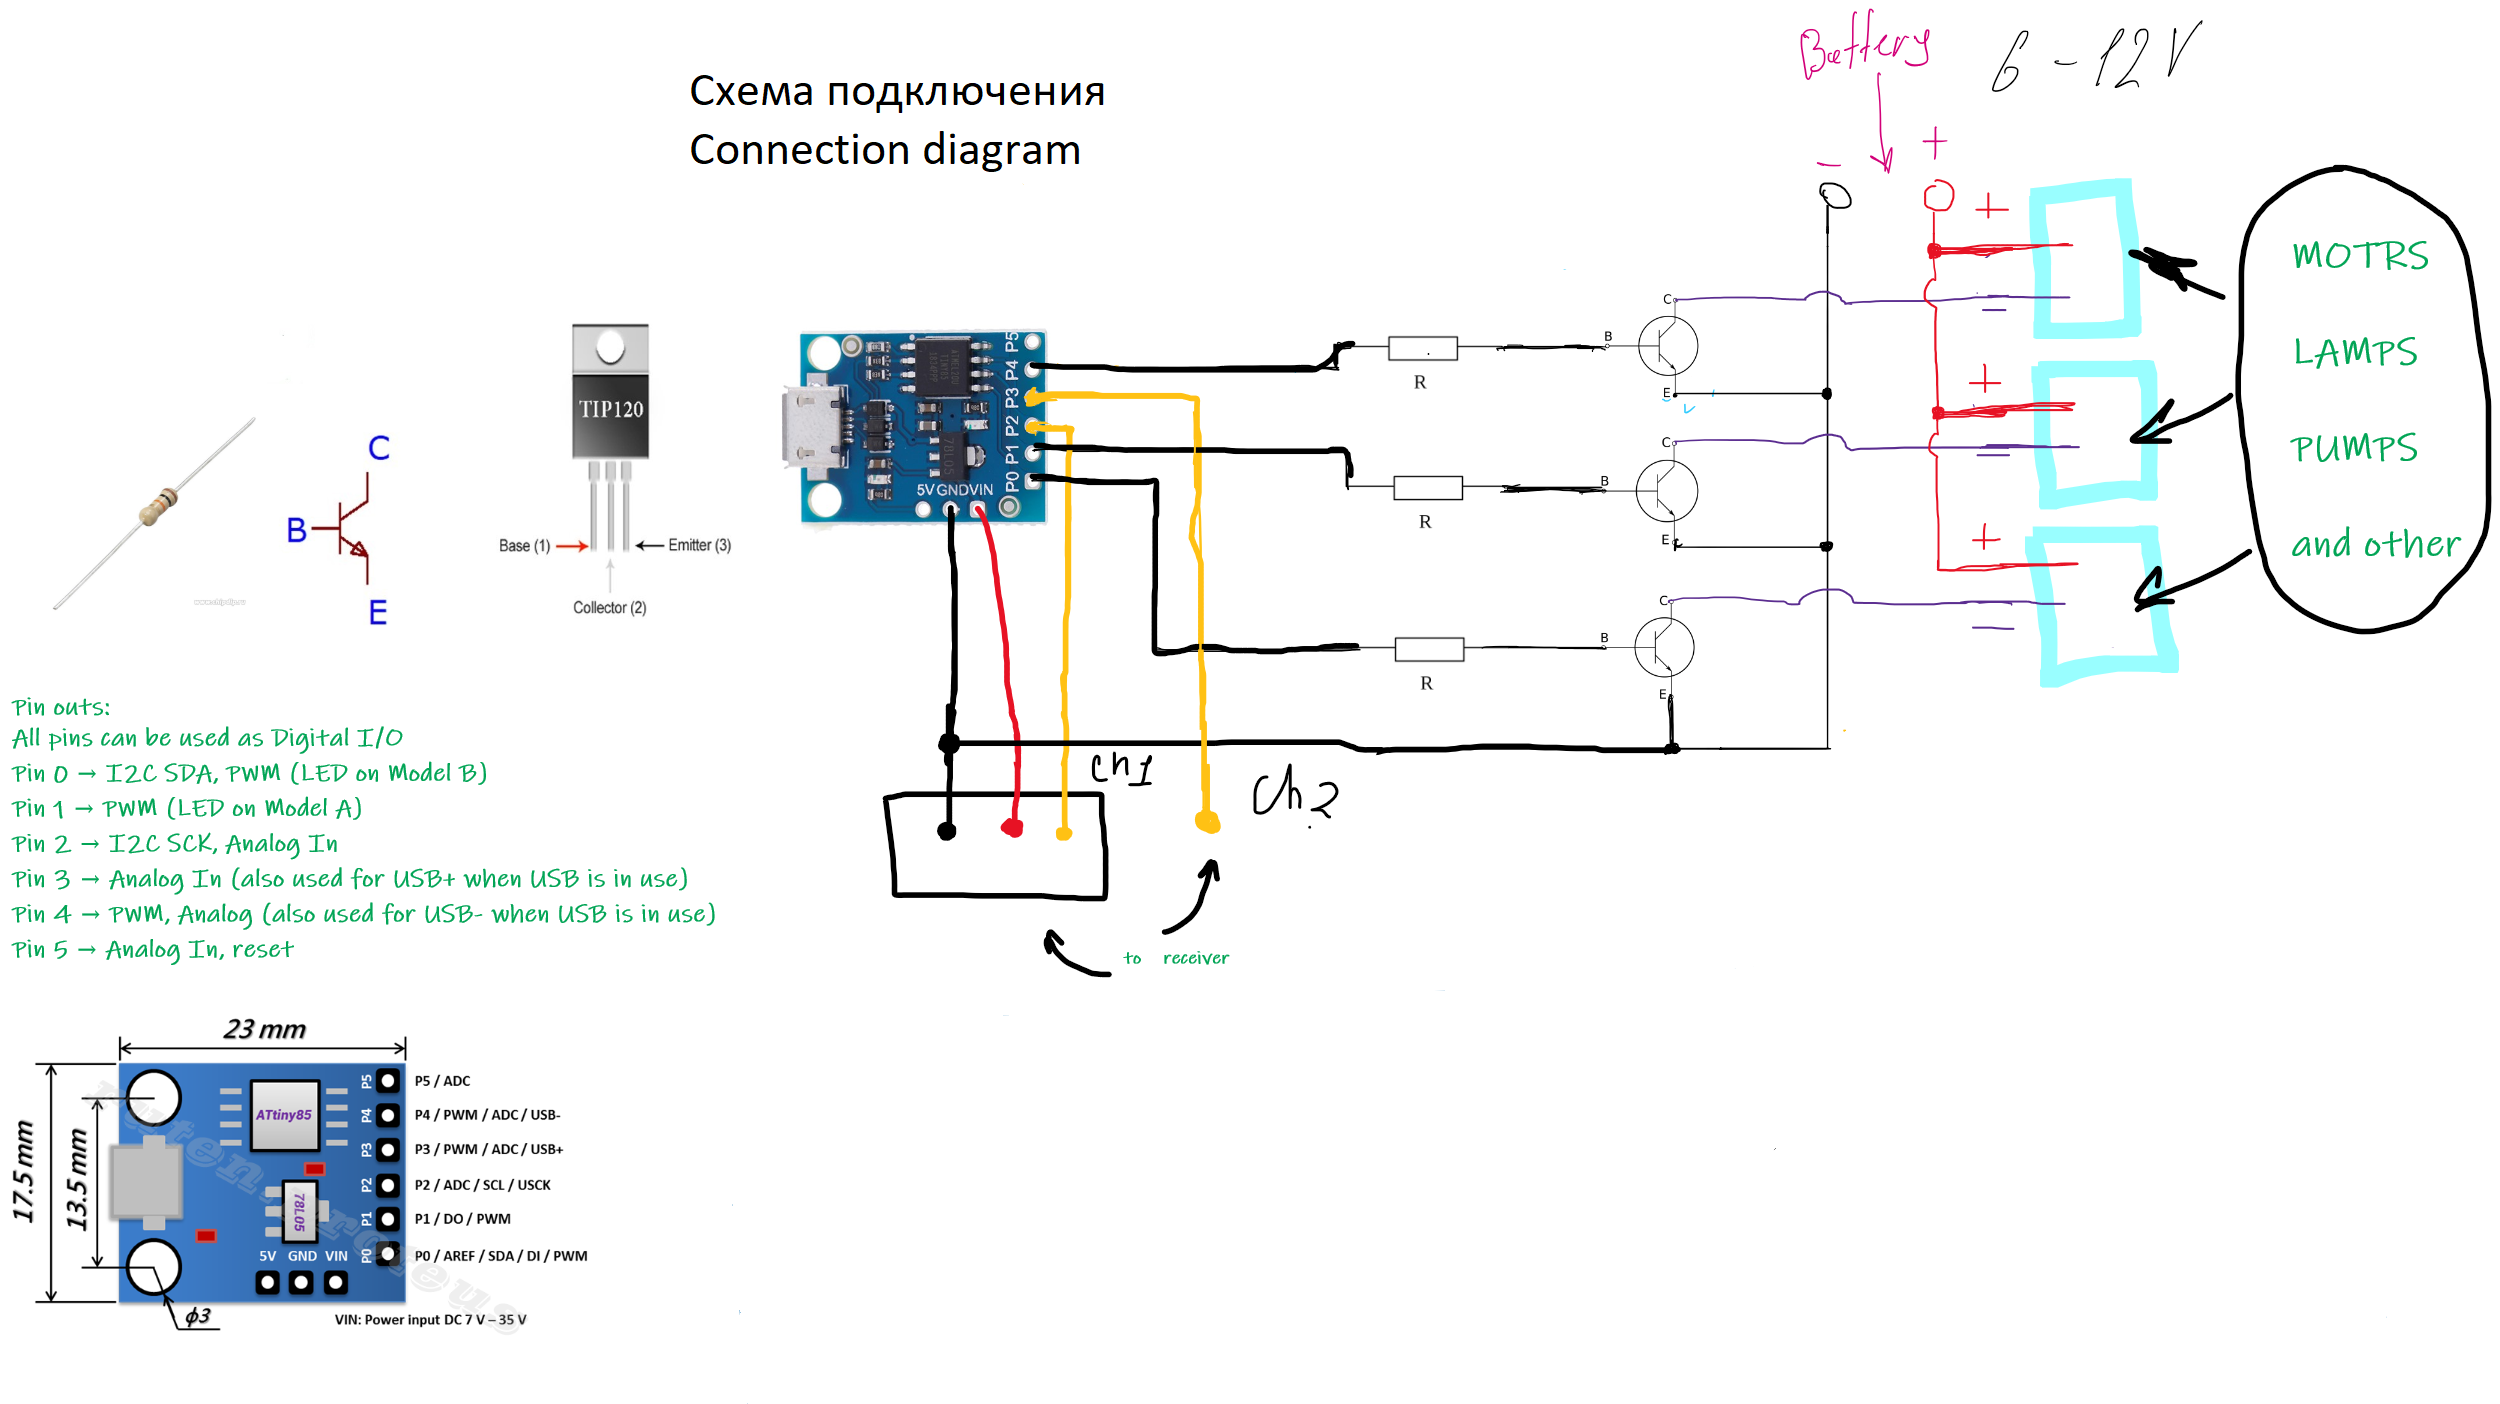 Схема подключения
Connection diagram
Battery
6-12V
-
+
+
MOTRS
LAMPS
PUMPS
and other
+
+
C
B
E
R
C
B
E
R
C
B
E
R
TIP120
Base (1)
Emitter (3)
Collector (2)
C
B
E
www.chipdip.ru
P5
P4
P3
P2
P1
P0
5V GND VIN
78L05
Pin outs:
All pins can be used as Digital I/O
Pin 0 → I2C SDA, PWM (LED on Model B)
Pin 1 → PWM (LED on Model A)
Pin 2 → I2C SCK, Analog In
Pin 3 → Analog In (also used for USB+ when USB is in use)
Pin 4 → PWM, Analog (also used for USB- when USB is in use)
Pin 5 → Analog In, reset
Ch1
Ch2
to receiver
23 mm
17.5 mm
13.5 mm
ϕ3
ATtiny85
78L05
P5
P4
P3
P2
P1
P0
5V GND VIN
P5 / ADC
P4 / PWM / ADC / USB-
P3 / PWM / ADC / USB+
P2 / ADC / SCL / USCK
P1 / DO / PWM
P0 / AREF / SDA / DI / PWM
VIN: Power input DC 7 V – 35 V